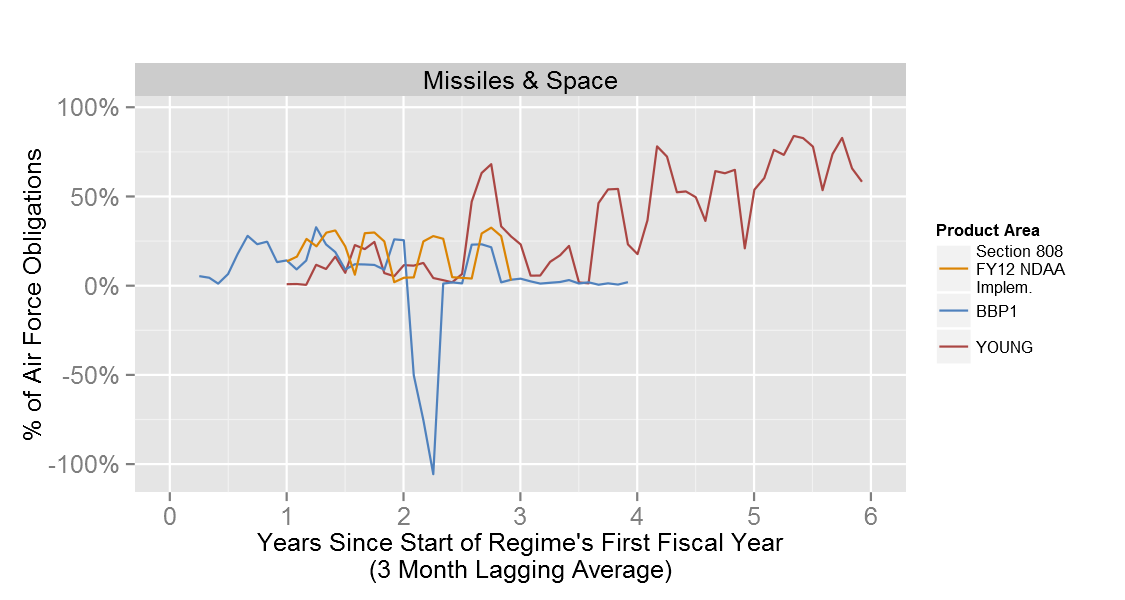 Missiles & Space
100%
50%
0%
-50%
-100%
% of Air Force Obligations
0 1 2 3 4 5 6
Years Since Start of Regime's First Fiscal Year
(3 Month Lagging Average)
Product Area
Section 808
FY12 NDAA
Implem.
BBP1
YOUNG